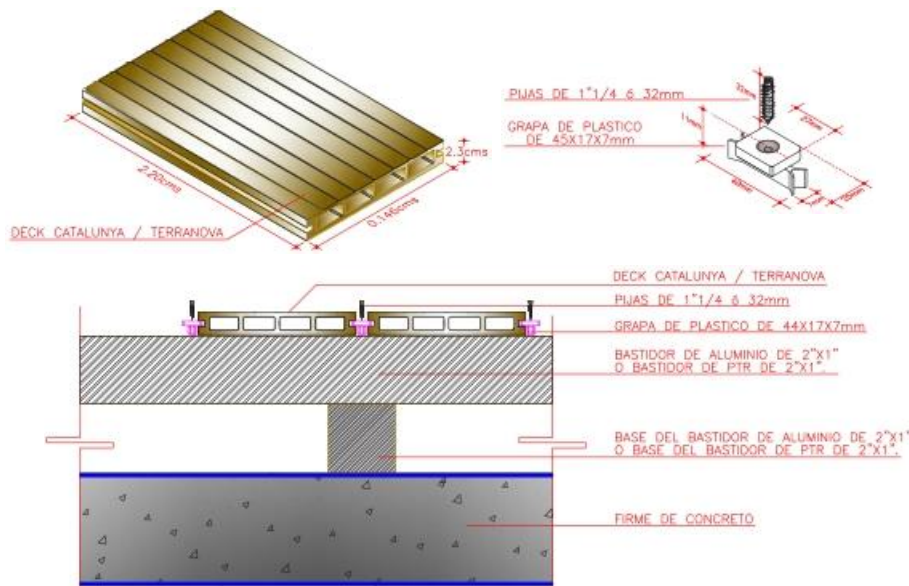 PIJAS DE 1"1/4 ó 32mm
GRAPA DE PLASTICO
DE 45X17X7mm
32mm
11mm
27mm
2.3cms
2.20cms
0.146cms
DECK CATALUNYA / TERRANOVA
DECK CATALUNYA / TERRANOVA
PIJAS DE 1"1/4 ó 32mm
GRAPA DE PLASTICO DE 44X17X7mm
BASTIDOR DE ALUMINIO DE 2"X1"
O BASTIDOR DE PTR DE 2"X1".
BASE DEL BASTIDOR DE ALUMINIO DE 2"X1"
O BASE DEL BASTIDOR DE PTR DE 2"X1".
FIRME DE CONCRETO